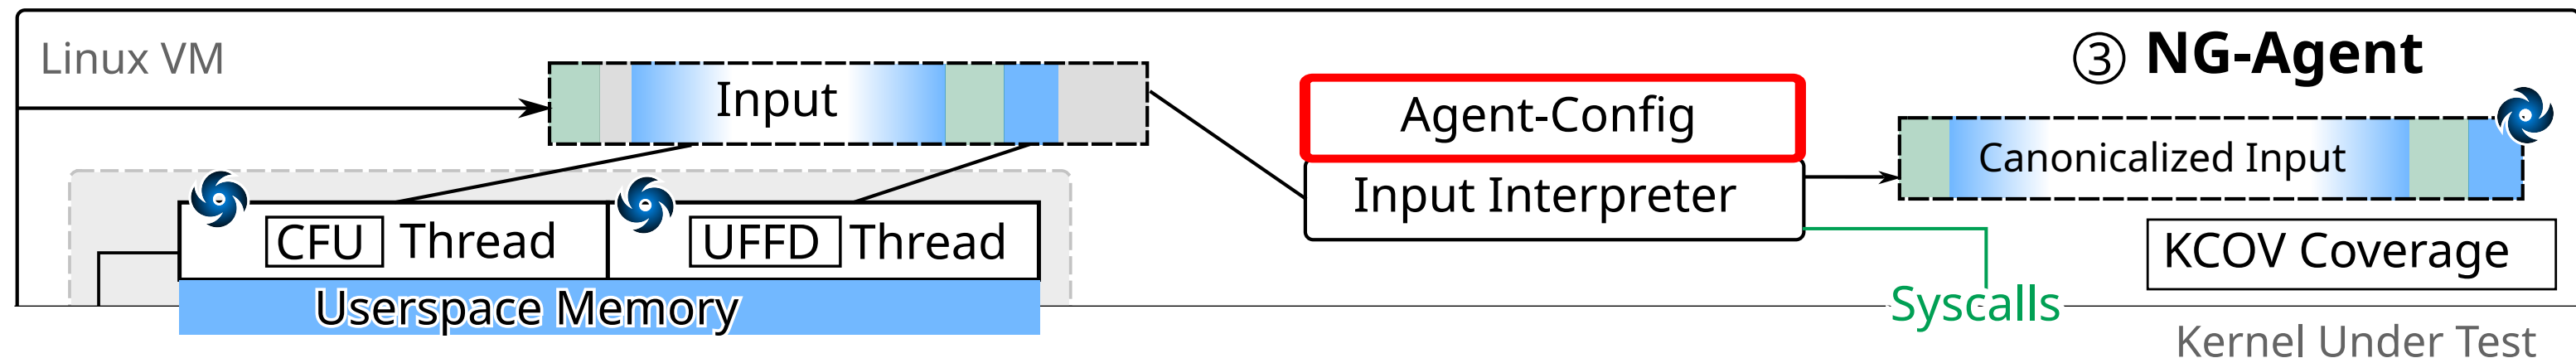 Linux VM
③ NG-Agent
Input
Agent-Config
Canonicalized Input
Input Interpreter
CFU Thread
UFFD Thread
KCOV Coverage
Userspace Memory
Syscalls
Kernel Under Test